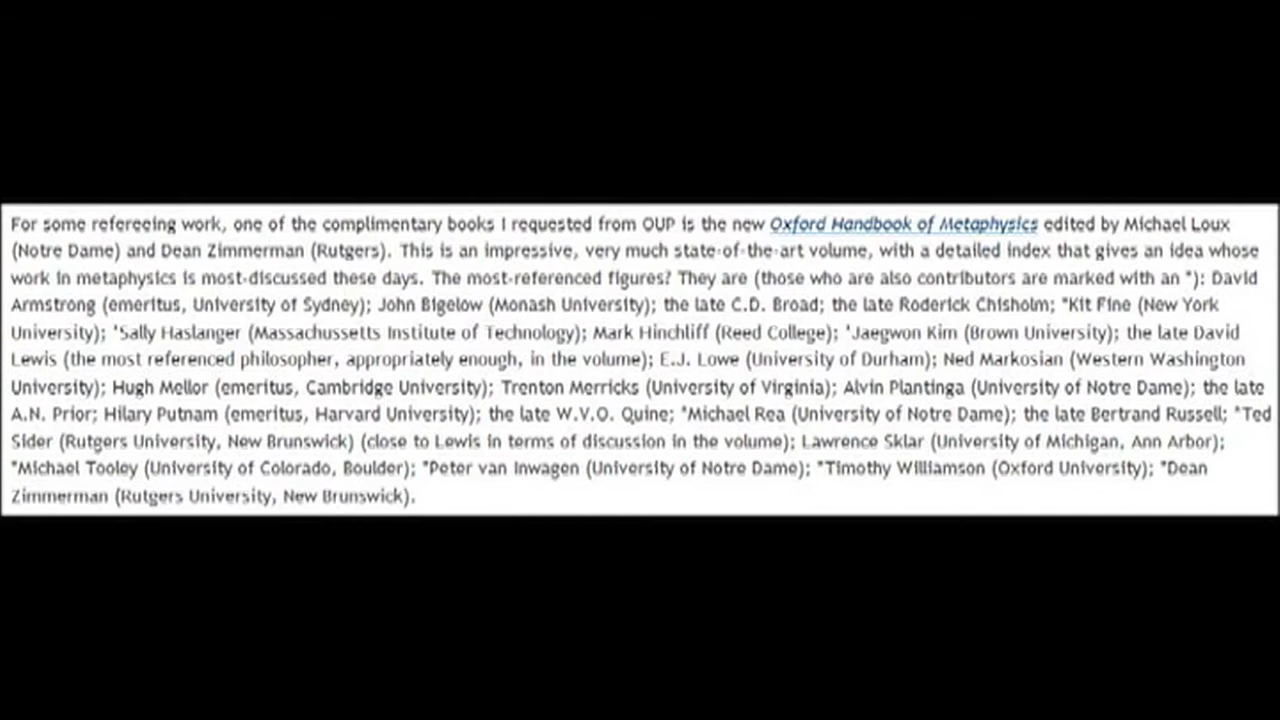 For some refereeing work, one of the complimentary books I requested from OUP is the new Oxford Handbook of Metaphysics edited by Michael Loux
(Notre Dame) and Dean Zimmerman (Rutgers). This is an impressive, very much state-of-the-art volume, with a detailed index that gives an idea whose
work in metaphysics is most-discussed these days. The most-referenced figures? They are (those who are also contributors are marked with an *): David
Armstrong (emeritus, University of Sydney); John Bigelow (Monash University); the late C.D. Broad; the late Roderick Chisholm; *Kit Fine (New York
University); *Sally Haslanger (Massachussetts Institute of Technology); Mark Hinchliff (Reed College); *Jaegwon Kim (Brown University); the late David
Lewis (the most referenced philosopher, appropriately enough, in the volume); E.J. Lowe (University of Durham); Ned Markosian (Western Washington
University); Hugh Mellor (emeritus, Cambridge University); Trenton Merricks (University of Virginia); Alvin Plantinga (University of Notre Dame); the late
A.N. Prior; Hilary Putnam (emeritus, Harvard University); the late W.V.O. Quine; *Michael Rea (University of Notre Dame); the late Bertrand Russell; *Ted
Sider (Rutgers University, New Brunswick) (close to Lewis in terms of discussion in the volume); Lawrence Sklar (University of Michigan, Ann Arbor);
*Michael Tooley (University of Colorado, Boulder); *Peter van Inwagen (University of Notre Dame); *Timothy Williamson (Oxford University); *Dean
Zimmerman (Rutgers University, New Brunswick).